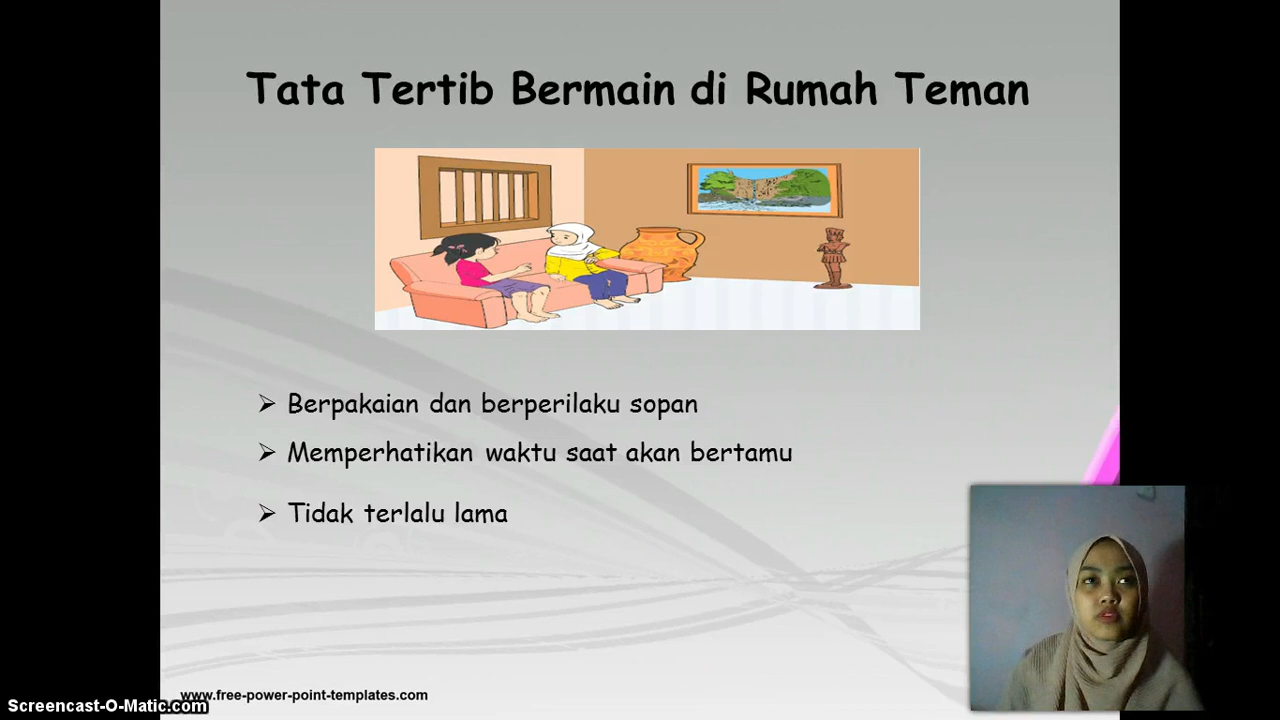 Tata Tertib Bermain di Rumah Teman
➢ Berpakaian dan berperilaku sopan
➢ Memperhatikan waktu saat akan bertamu
➢ Tidak terlalu lama
www.free-power-point-templates.com
Screencast-O-Matic.com